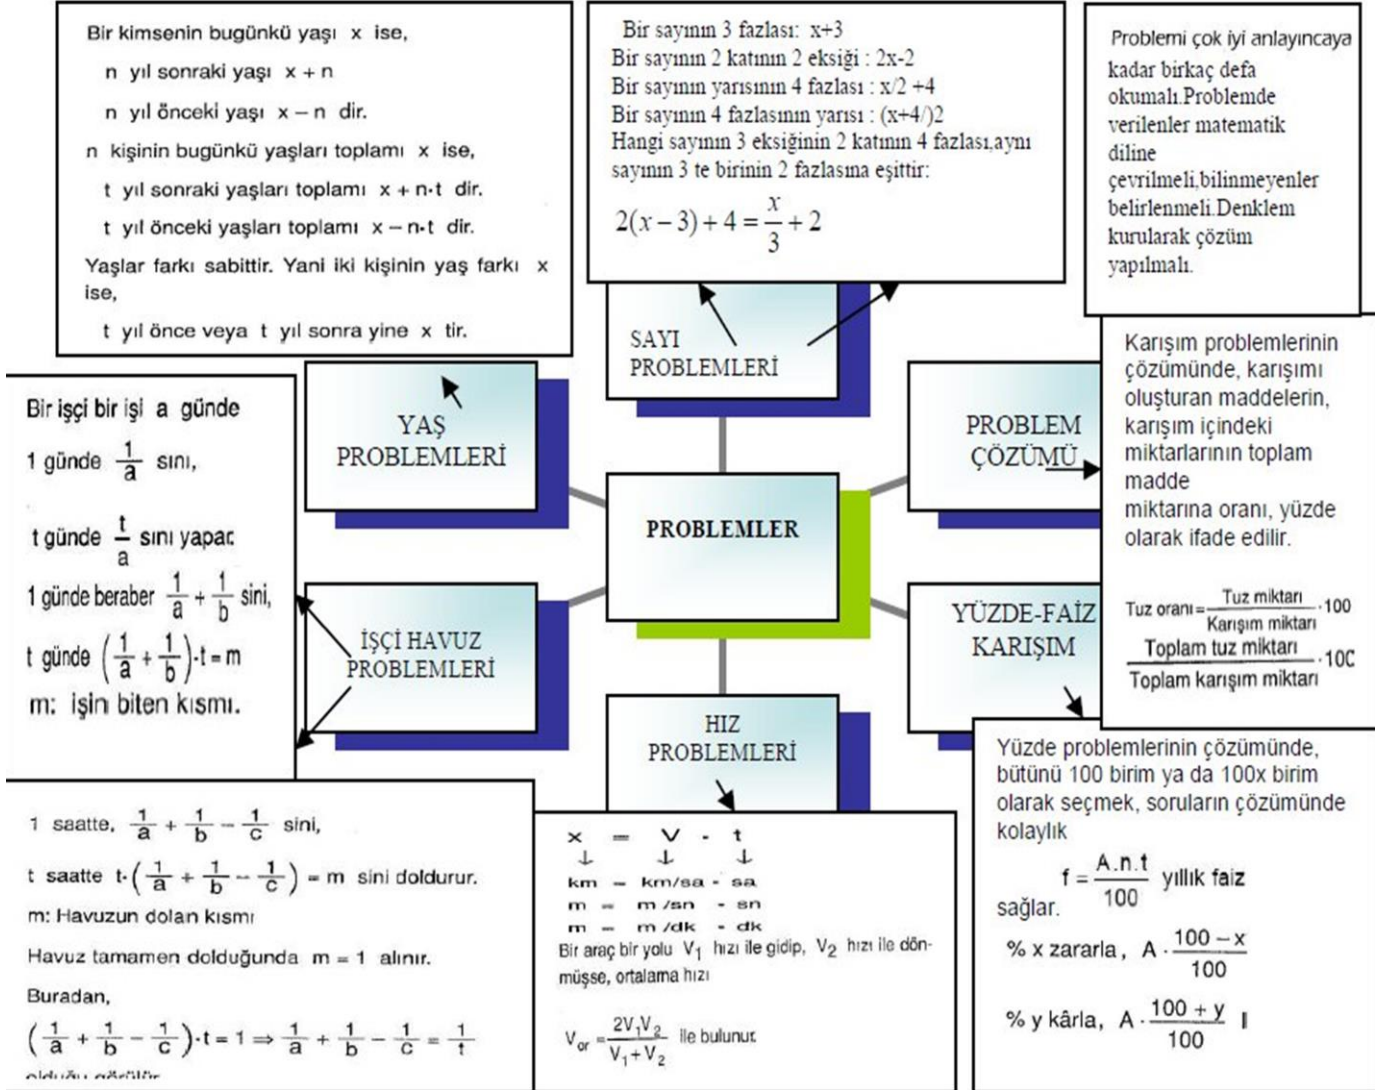 Bir kimsenin bugünkü yaşı x ise,
n yıl sonraki yaşı x + n
n yıl önceki yaşı x – n dir.
n kişinin bugünkü yaşları toplamı x ise,
t yıl sonraki yaşları toplamı x + n·t dir.
t yıl önceki yaşları toplamı x – n·t dir.
Yaşlar farkı sabittir. Yani iki kişinin yaş farkı x
ise,
t yıl önce veya t yıl sonra yine x tir.
Bir sayının 3 fazlası: x+3
Bir sayının 2 katının 2 eksiği : 2x-2
Bir sayının yarısının 4 fazlası : x/2 +4
Bir sayının 4 fazlasının yarısı : (x+4/)2
Hangi sayının 3 eksiğinin 2 katının 4 fazlası,aynı
sayının 3 te birinin 2 fazlasına eşittir:
2(x – 3) + 4 = x/3 + 2
Problemi çok iyi anlayıncaya
kadar birkaç defa
okumalı.Problemde
verilenler matematik
diline
çevrilmeli,bilinmeyenler
belirlenmeli.Denklem
kurularak çözüm
yapılmalı.
SAYI
PROBLEMLERİ
YAŞ
PROBLEMLERİ
PROBLEM
ÇÖZÜMÜ
PROBLEMLER
İŞÇİ HAVUZ
PROBLEMLERİ
YÜZDE-FAİZ
KARIŞIM
HIZ
PROBLEMLERİ
Bir işçi bir işi a günde
1 günde 1/a sını,
t günde t/a sını yapar.
1 günde beraber 1/a + 1/b sini,
t günde (1/a + 1/b)·t = m
m: işin biten kısmı.
Karışım problemlerinin
çözümünde, karışımı
oluşturan maddelerin,
karışım içindeki
miktarlarının toplam
madde
miktarına oranı, yüzde
olarak ifade edilir.
Tuz oranı = Tuz miktarı / Karışım miktarı · 100
Toplam tuz miktarı / Toplam karışım miktarı · 100
1 saatte, 1/a + 1/b – 1/c sini,
t saatte t·(1/a + 1/b – 1/c) = m sini doldurur.
m: Havuzun dolan kısmı
Havuz tamamen dolduğunda m = 1 alınır.
Buradan,
(1/a + 1/b – 1/c)·t = 1 ⇒ 1/a + 1/b – 1/c = 1/t
olduğu görülür
x = V - t
↓ ↓ ↓
km = km/sa - sa
m = m/sn - sn
m = m/dk - dk
Bir araç bir yolu V₁ hızı ile gidip, V₂ hızı ile dön-
müşse, ortalama hızı
Vor = 2V₁V₂ / V₁+V₂ ile bulunur.
Yüzde problemlerinin çözümünde,
bütünü 100 birim ya da 100x birim
olarak seçmek, soruların çözümünde
kolaylık
f = A.n.t / 100 yıllık faiz
sağlar.
% x zararla, A · 100 – x / 100
% y kârla, A · 100 + y / 100